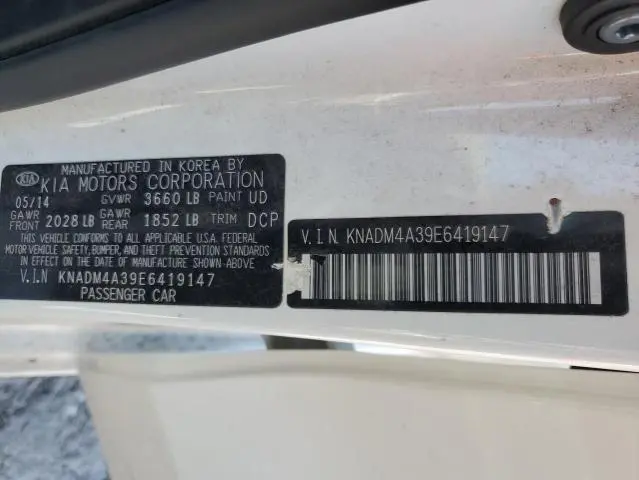 KIA MANUFACTURED IN KOREA BY
KIA MOTORS CORPORATION
05/14 GVWR 3660 LB PAINT UD
GAWR FRONT 2028 LB GAWR REAR 1852 LB TRIM DCP
THIS VEHICLE CONFORMS TO ALL APPLICABLE U.S.A. FEDERAL
MOTOR VEHICLE SAFETY, BUMPER, AND THEFT PREVENTION STANDARDS
IN EFFECT ON THE DATE OF MANUFACTURE SHOWN ABOVE
V.I.N KNADM4A39E6419147
PASSENGER CAR
V.I.N KNADM4A39E6419147